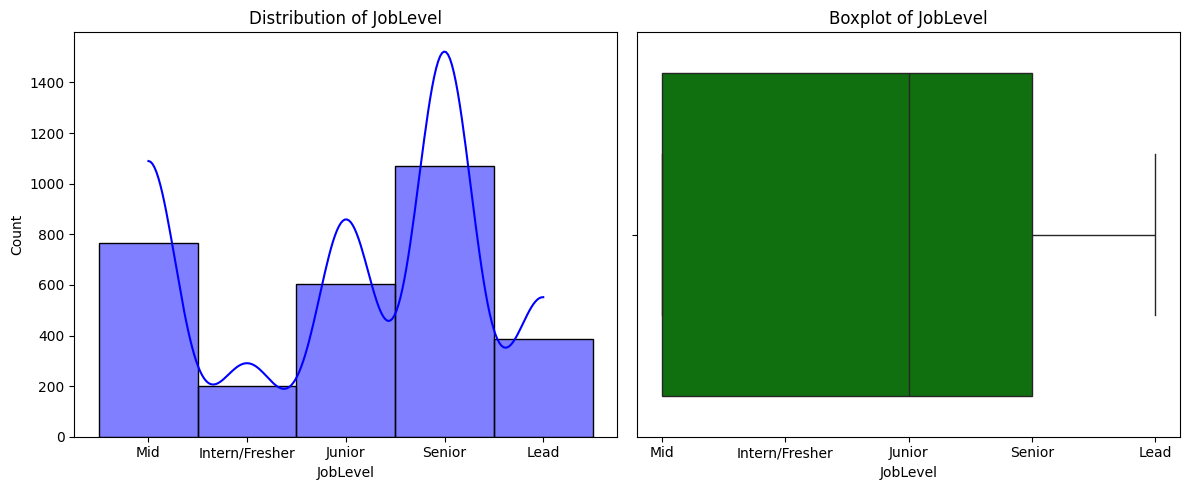 Distribution of JobLevel
Count
1400
1200
1000
800
600
400
200
0
Mid
Intern/Fresher
Junior
Senior
Lead
JobLevel
Boxplot of JobLevel
Mid
Intern/Fresher
Junior
Senior
Lead
JobLevel